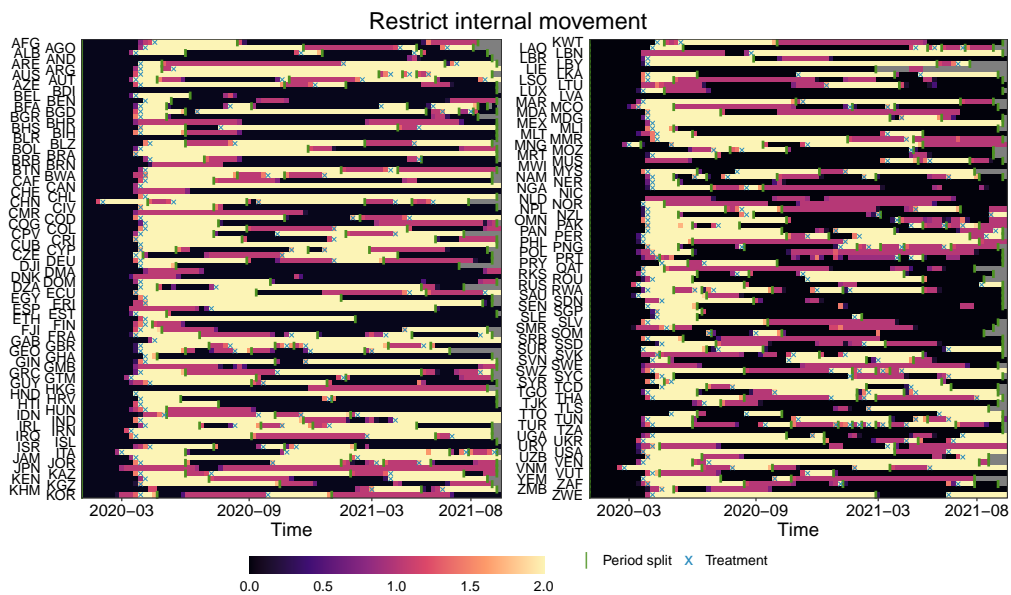 Restrict internal movement
AFG
AGO
ALB
AND
ARE
ARG
AUS
AUT
AZE
BDI
BEL
BEN
BFA
BGD
BGR
BHR
BHS
BIH
BLR
BLZ
BOL
BRA
BRB
BRN
BTN
BWA
CAF
CAN
CHE
CHL
CHN
CIV
CMR
COD
COG
COL
CPV
CRI
CUB
CYP
CZE
DEU
DJI
DMA
DNK
DOM
DZA
ECU
EGY
ERI
ESP
EST
ETH
FIN
FJI
FRA
GAB
GBR
GEO
GHA
GIN
GMB
GRC
GTM
GUY
HKG
HND
HRV
HTI
HUN
IDN
IND
IRL
IRN
IRQ
ISL
ISR
ITA
JAM
JOR
JPN
KAZ
KEN
KGZ
KHM
KOR
2020−03 2020−09 2021−03 2021−08
Time
KWT
LAO
LBN
LBR
LBY
LIE
LKA
LSO
LTU
LUX
LVA
MAR
MCO
MDA
MDG
MEX
MLI
MLT
MMR
MNG
MOZ
MRT
MUS
MWI
MYS
NAM
NER
NGA
NIC
NLD
NOR
NPL
NZL
OMN
PAK
PAN
PER
PHL
PNG
POL
PRT
PRY
QAT
RKS
ROU
RUS
RWA
SAU
SDN
SEN
SGP
SLE
SLV
SMR
SOM
SRB
SSD
SUR
SVK
SVN
SWE
SWZ
SYC
SYR
TCD
TGO
THA
TJK
TLS
TTO
TUN
TUR
TZA
UGA
UKR
URY
USA
UZB
VEN
VNM
VUT
YEM
ZAF
ZMB
ZWE
2020−03 2020−09 2021−03 2021−08
Time
0.0 0.5 1.0 1.5 2.0
Period split
Treatment